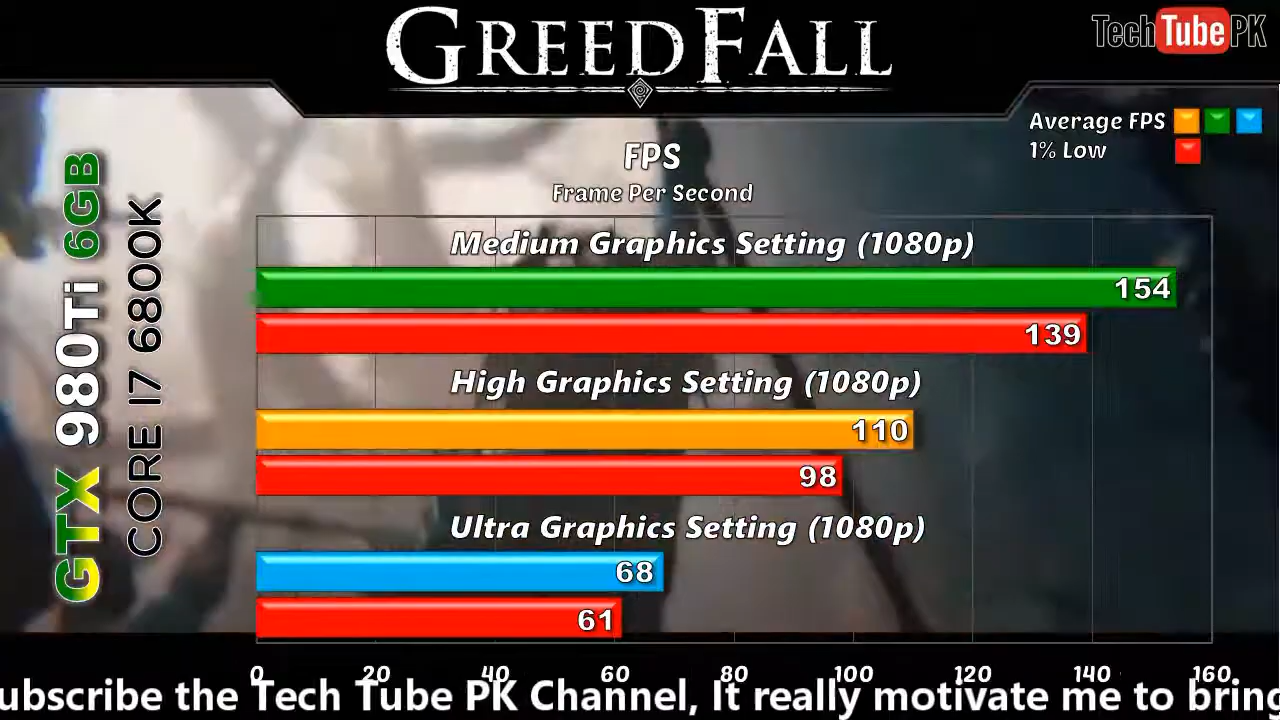 GREEDFALL
TechTubePK
Average FPS
1% Low
FPS
Frame Per Second
GTX 980Ti 6GB
CORE I7 6800K
Medium Graphics Setting (1080p)
154
139
High Graphics Setting (1080p)
110
98
Ultra Graphics Setting (1080p)
68
61
0 20 40 60 80 100 120 140 160
ubscribe the Tech Tube PK Channel, It really motivate me to bring